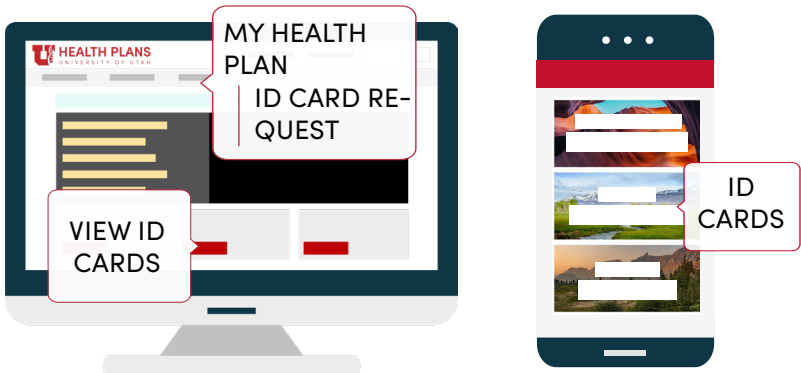 HEALTH PLANS
UNIVERSITY OF UTAH
MY HEALTH
PLAN
ID CARD RE-
QUEST
VIEW ID
CARDS
ID
CARDS